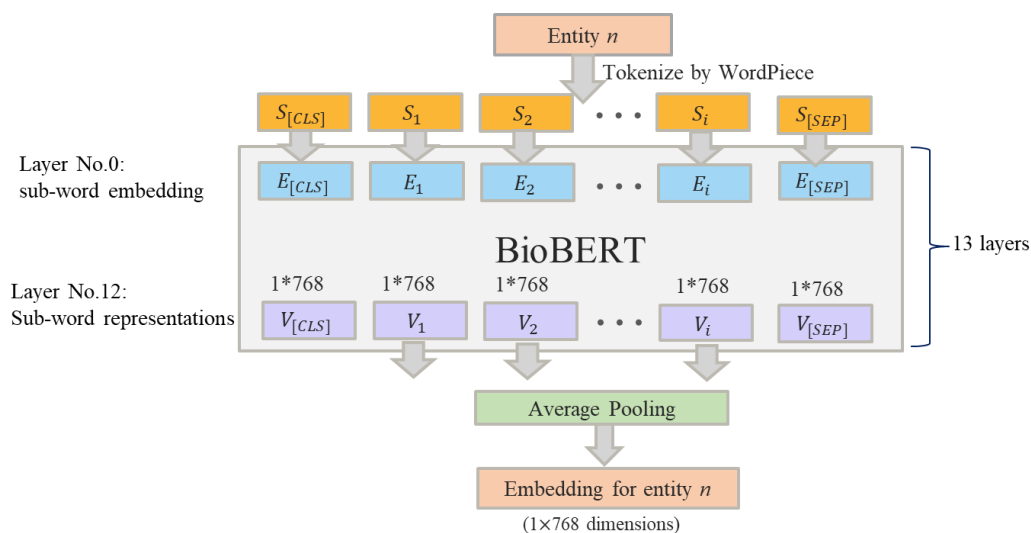 Entity n
Tokenize by WordPiece
S[CLS] S1 S2 • • • Si S[SEP]
Layer No.0:
sub-word embedding
E[CLS] E1 E2 • • • Ei E[SEP]
BioBERT
13 layers
Layer No.12:
Sub-word representations
1*768 1*768 1*768 1*768 1*768
V[CLS] V1 V2 • • • Vi V[SEP]
Average Pooling
Embedding for entity n
(1×768 dimensions)